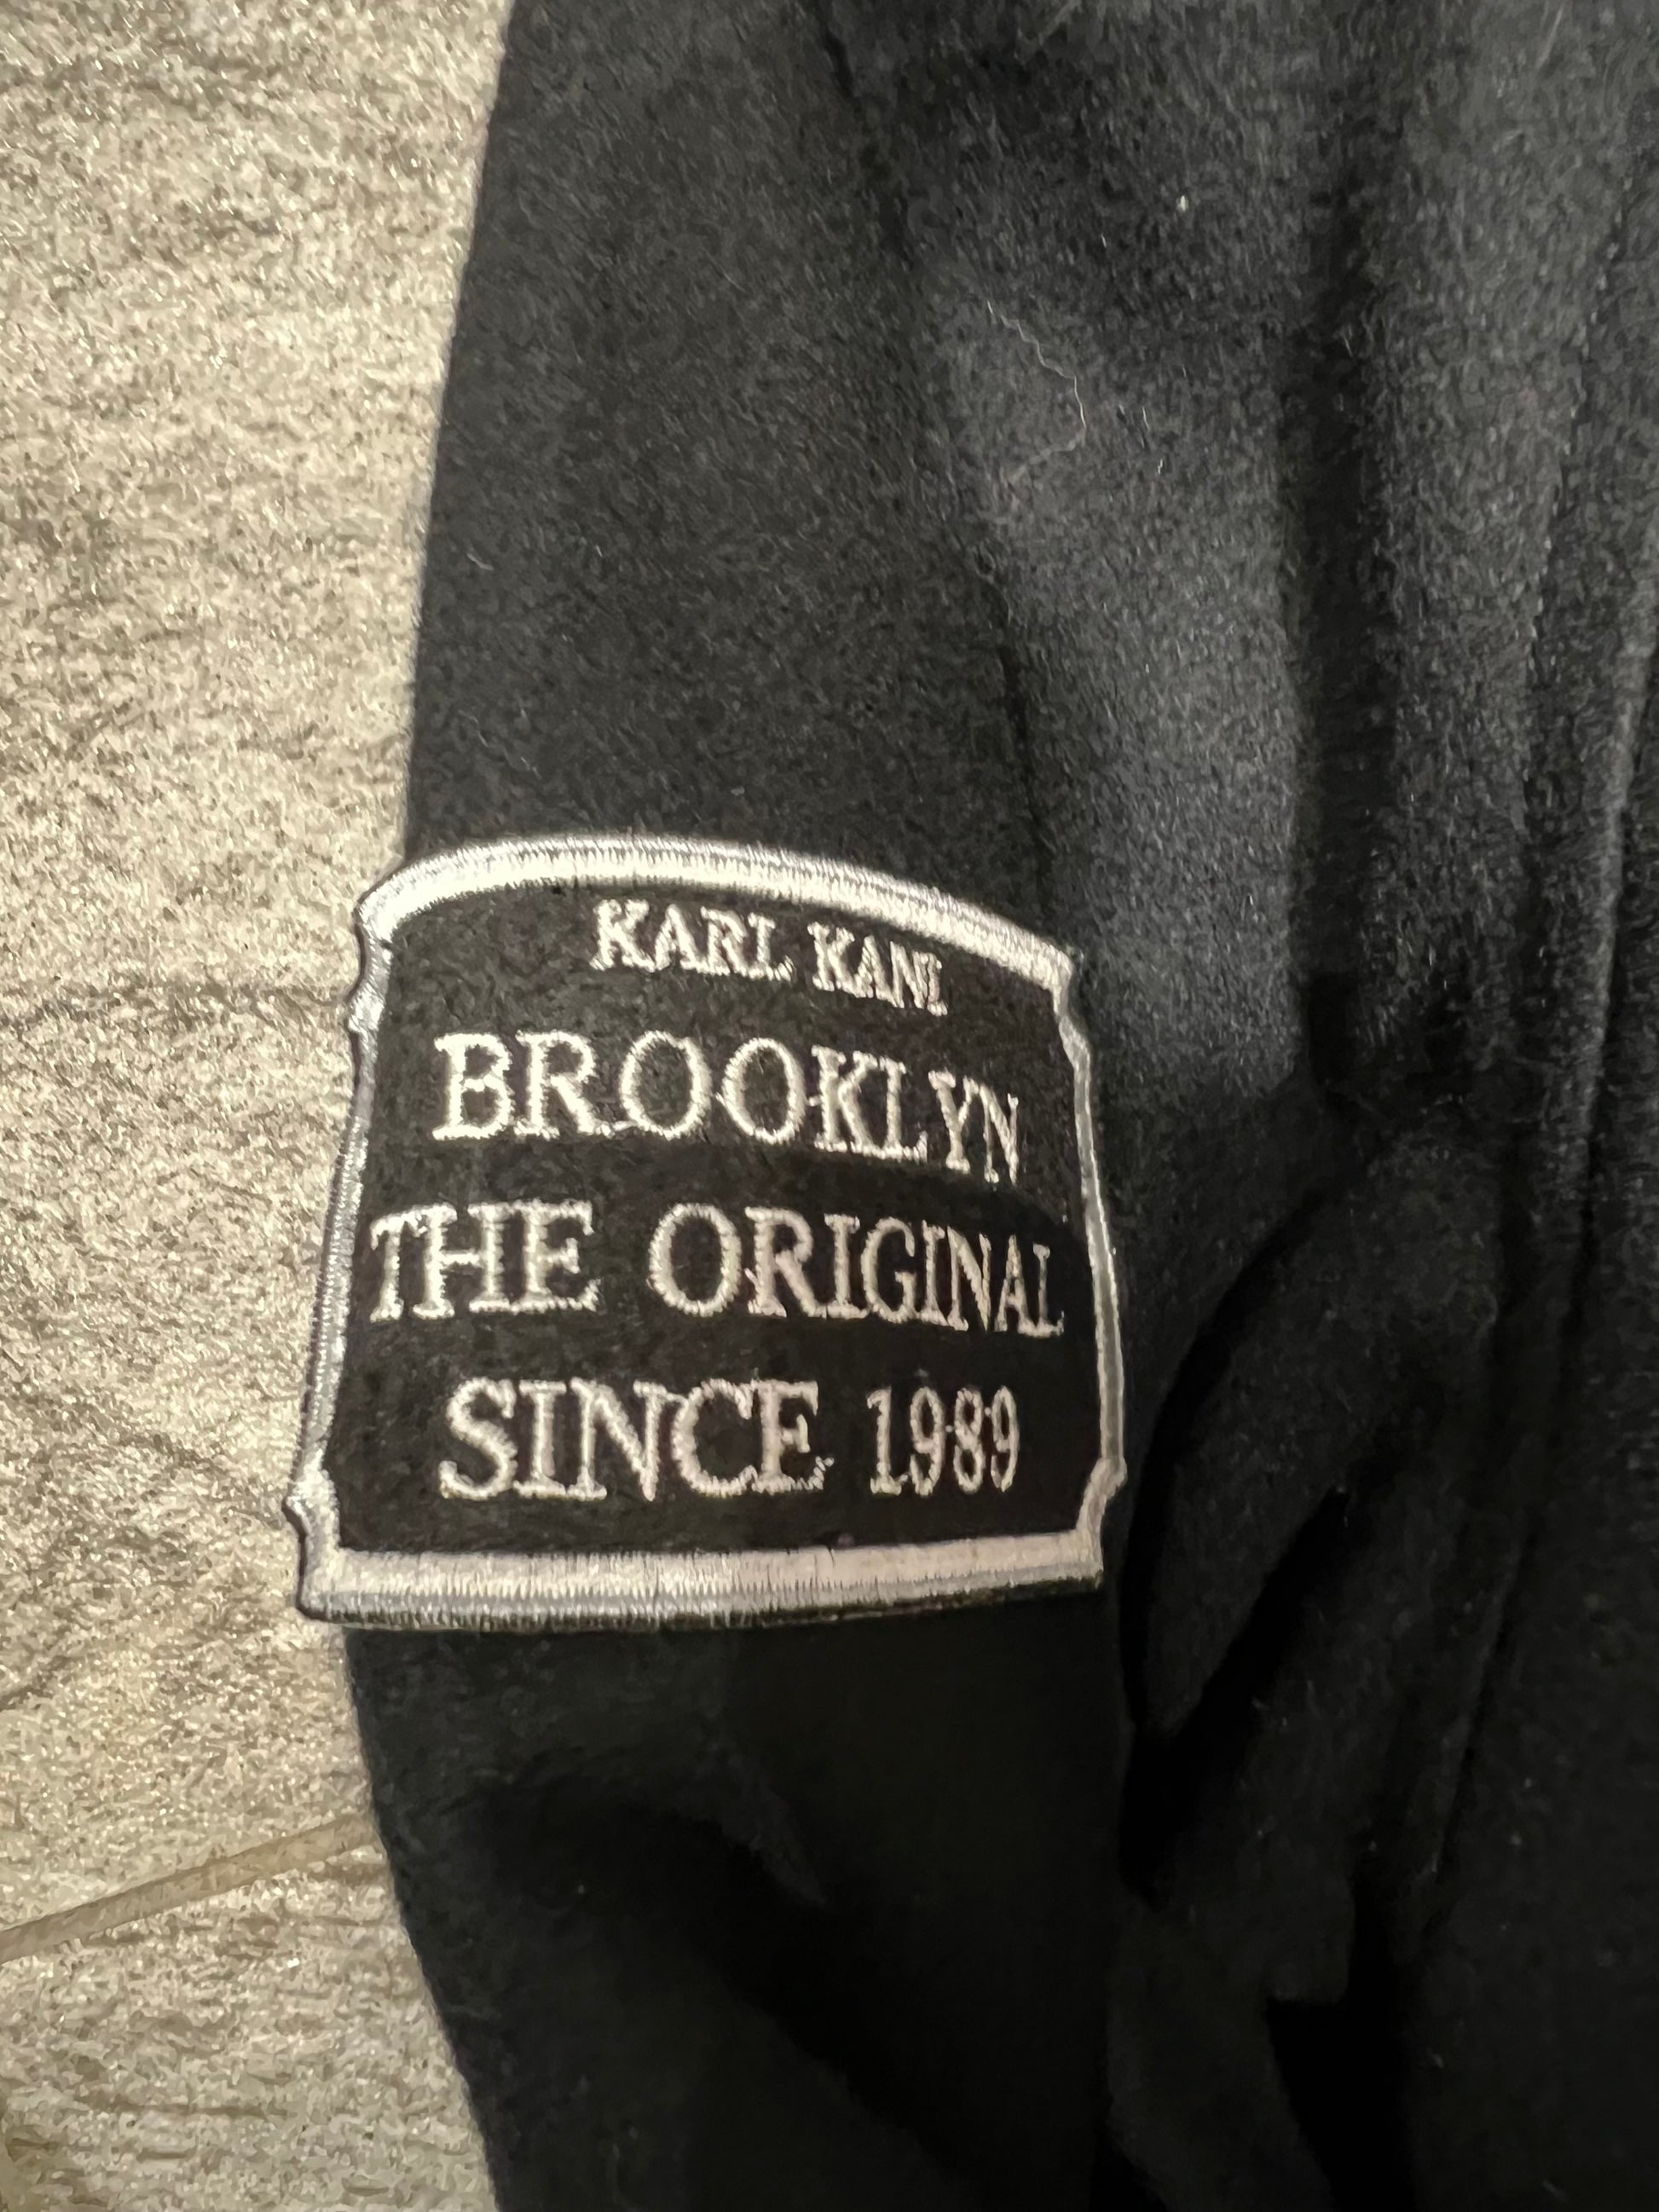 KARL KANI
BROOKLYN
THE ORIGINAL
SINCE 1989